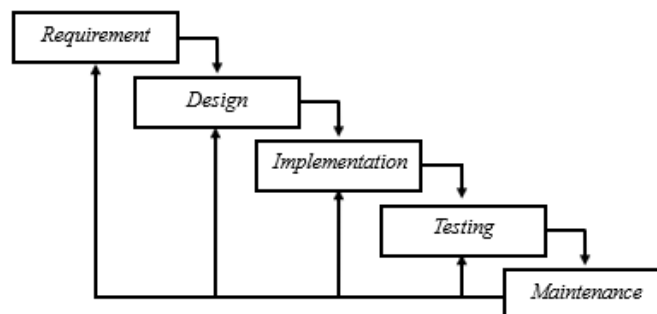 Requirement
Design
Implementation
Testing
Maintenance